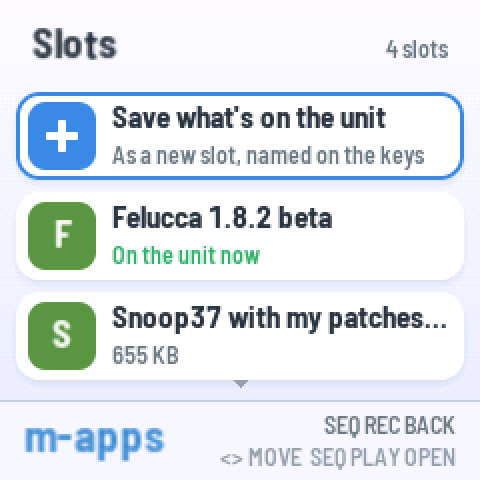 Slots
4 slots
Save what's on the unit
As a new slot, named on the keys
F
Felucca 1.8.2 beta
On the unit now
S
Snoop37 with my patches...
655 KB
m-apps
SEQ REC BACK
<> MOVE SEQ PLAY OPEN